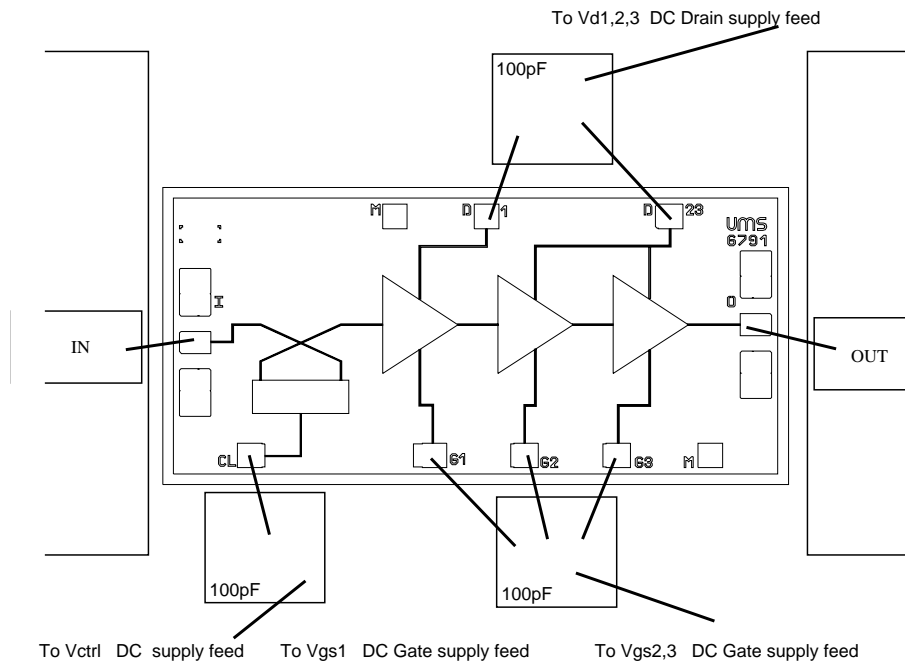 To Vd1,2,3 DC Drain supply feed
100pF
M D 1 D 23
UMS
6791
I O
IN OUT
CL G1 G2 G3 M
100pF 100pF
To Vctrl DC supply feed To Vgs1 DC Gate supply feed To Vgs2,3 DC Gate supply feed